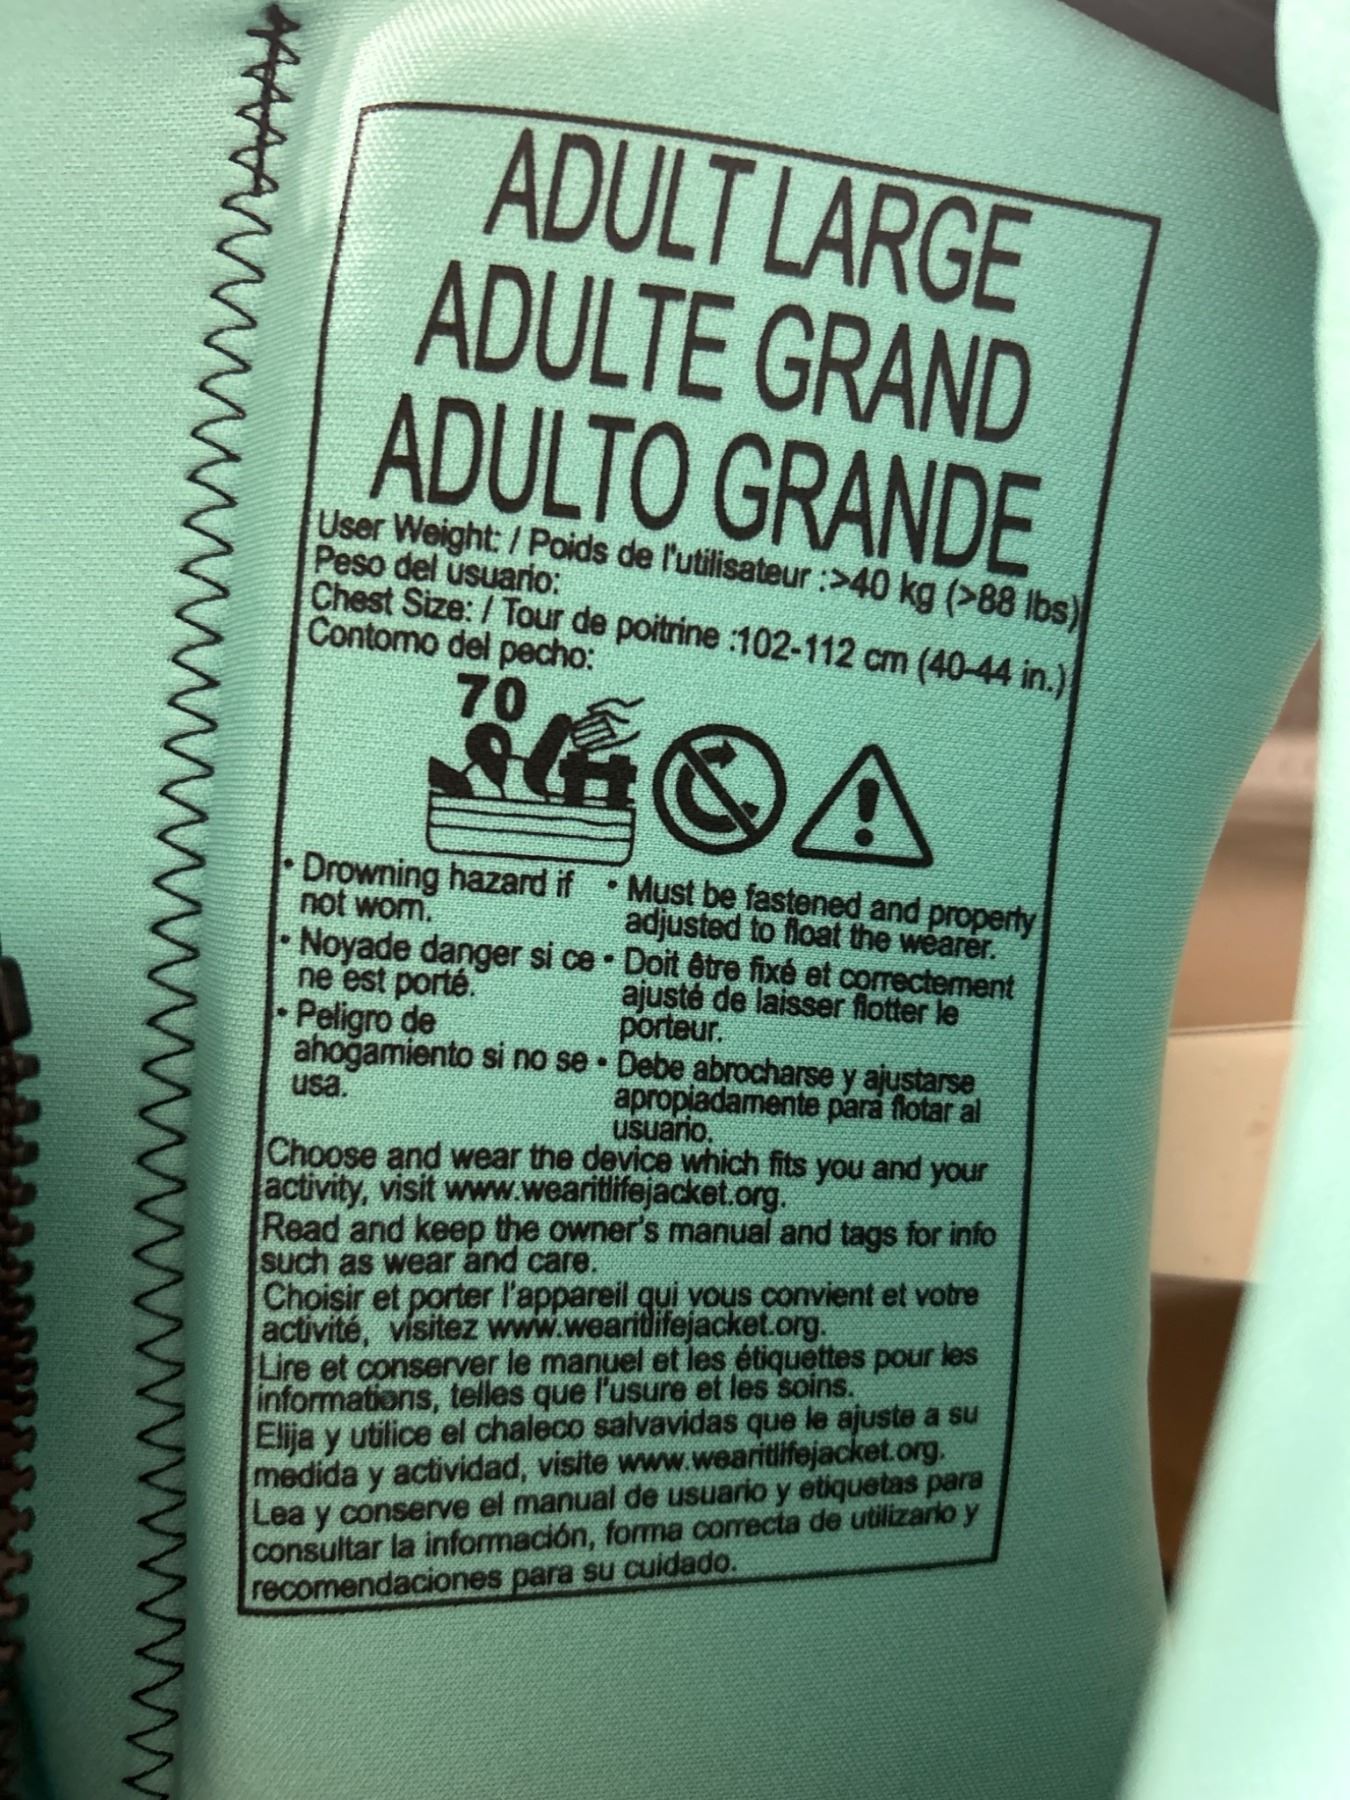 ADULT LARGE
ADULTE GRAND
ADULTO GRANDE
User Weight: / Poids de l'utilisateur :>40 kg (>88 lbs)
Peso del usuario:
Chest Size: / Tour de poitrine :102-112 cm (40-44 in.)
Contorno del pecho:
70
• Drowning hazard if
not worn.
• Noyade danger si ce
ne est porté.
• Peligro de
ahogamiento si no se
usa.
• Must be fastened and properly
adjusted to float the wearer.
• Doit être fixé et correctement
ajusté de laisser flotter le
porteur.
• Debe abrocharse y ajustarse
apropiadamente para flotar al
usuario.
Choose and wear the device which fits you and your
activity, visit www.wearitlifejacket.org.
Read and keep the owner's manual and tags for info
such as wear and care.
Choisir et porter l'appareil qui vous convient et votre
activité, visitez www.wearitlifejacket.org.
Lire et conserver le manuel et les étiquettes pour les
informations, telles que l'usure et les soins.
Elija y utilice el chaleco salvavidas que le ajuste a su
medida y actividad, visite www.wearitlifejacket.org.
Lea y conserve el manual de usuario y etiquetas para
consultar la información, forma correcta de utilizarlo y
recomendaciones para su cuidado.